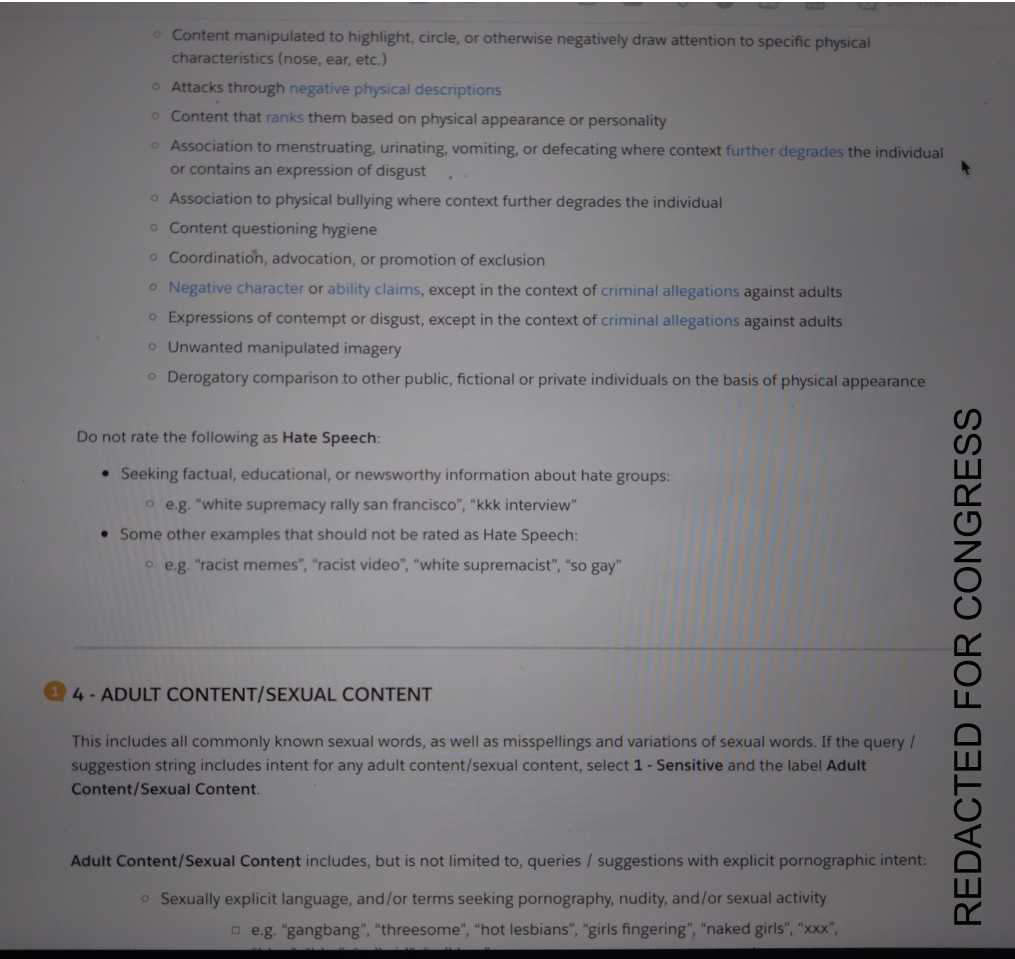 Content manipulated to highlight, circle, or otherwise negatively draw attention to specific physical
characteristics (nose, ear, etc.)
Attacks through negative physical descriptions
Content that ranks them based on physical appearance or personality
Association to menstruating, urinating, vomiting, or defecating where context further degrades the individual
or contains an expression of disgust
Association to physical bullying where context further degrades the individual
Content questioning hygiene
Coordination, advocation, or promotion of exclusion
Negative character or ability claims, except in the context of criminal allegations against adults
Expressions of contempt or disgust, except in the context of criminal allegations against adults
Unwanted manipulated imagery
Derogatory comparison to other public, fictional or private individuals on the basis of physical appearance
Do not rate the following as Hate Speech:
Seeking factual, educational, or newsworthy information about hate groups:
e.g. “white supremacy rally san francisco”, “kkk interview”
Some other examples that should not be rated as Hate Speech:
e.g. “racist memes”, “racist video”, “white supremacist”, “so gay”
1 4 - ADULT CONTENT/SEXUAL CONTENT
This includes all commonly known sexual words, as well as misspellings and variations of sexual words. If the query /
suggestion string includes intent for any adult content/sexual content, select 1 - Sensitive and the label Adult
Content/Sexual Content.
Adult Content/Sexual Content includes, but is not limited to, queries / suggestions with explicit pornographic intent:
Sexually explicit language, and/or terms seeking pornography, nudity, and/or sexual activity
e.g. “gangbang”, “threesome”, “hot lesbians”, “girls fingering”, “naked girls”, “xxx”,
REDACTED FOR CONGRESS